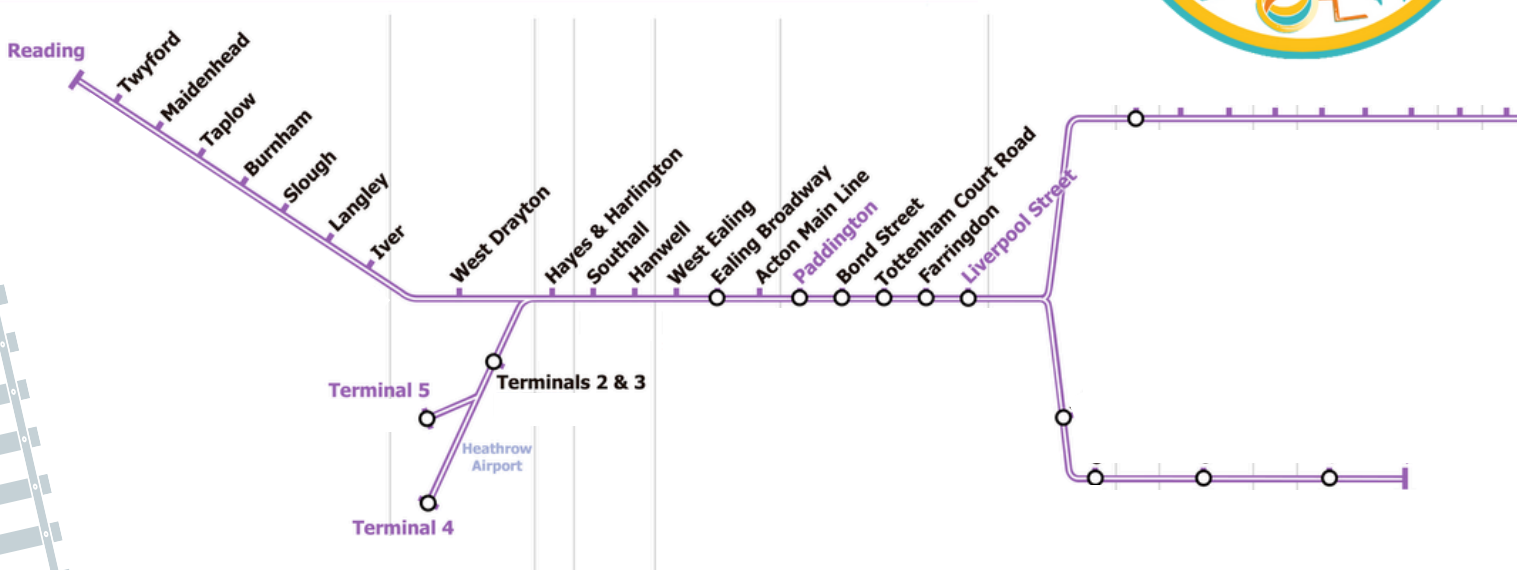 Reading
Twyford
Maidenhead
Taplow
Burnham
Slough
Langley
Iver
West Drayton
Hayes & Harlington
Southall
Hanwell
West Ealing
Ealing Broadway
Acton Main Line
Paddington
Bond Street
Tottenham Court Road
Farringdon
Liverpool Street
Terminals 2 & 3
Terminal 5
Heathrow
Airport
Terminal 4